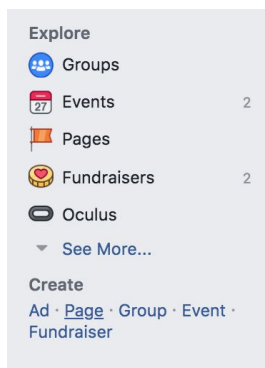 Explore
Groups
27 Events 2
Pages
Fundraisers 2
Oculus
See More...
Create
Ad · Page · Group · Event ·
Fundraiser